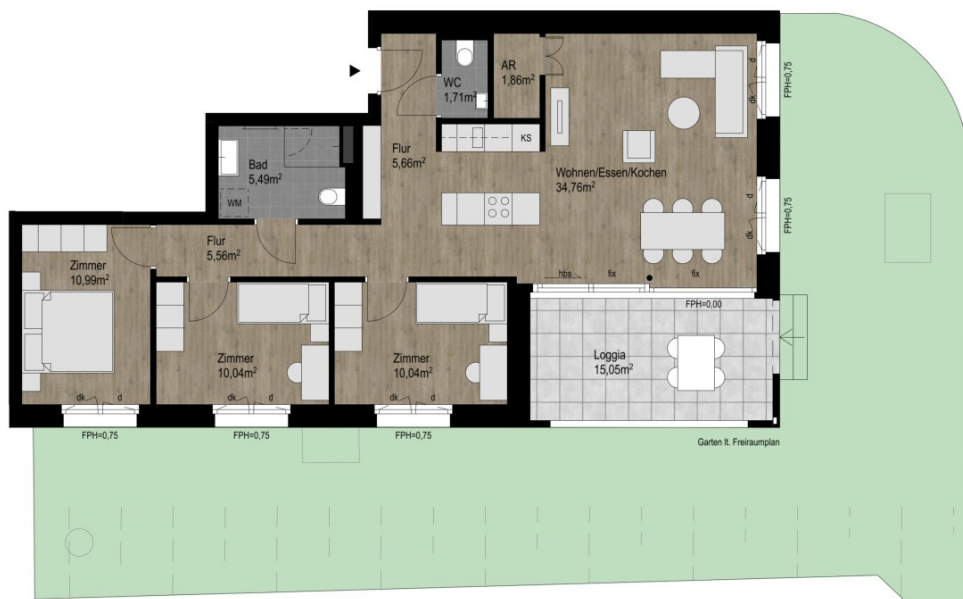 WC
1,71m²
AR
1,86m²
d
dk
FPH=0,75
KS
Flur
5,66m²
Bad
5,49m²
WM
Wohnen/Essen/Kochen
34,76m²
d
dk
FPH=0,75
Flur
5,56m²
Zimmer
10,99m²
hbs
fix
fix
FPH=0,00
Zimmer
10,04m²
Zimmer
10,04m²
Loggia
15,05m²
dk
d
dk
d
dk
d
FPH=0,75
FPH=0,75
FPH=0,75
Garten lt. Freiraumplan